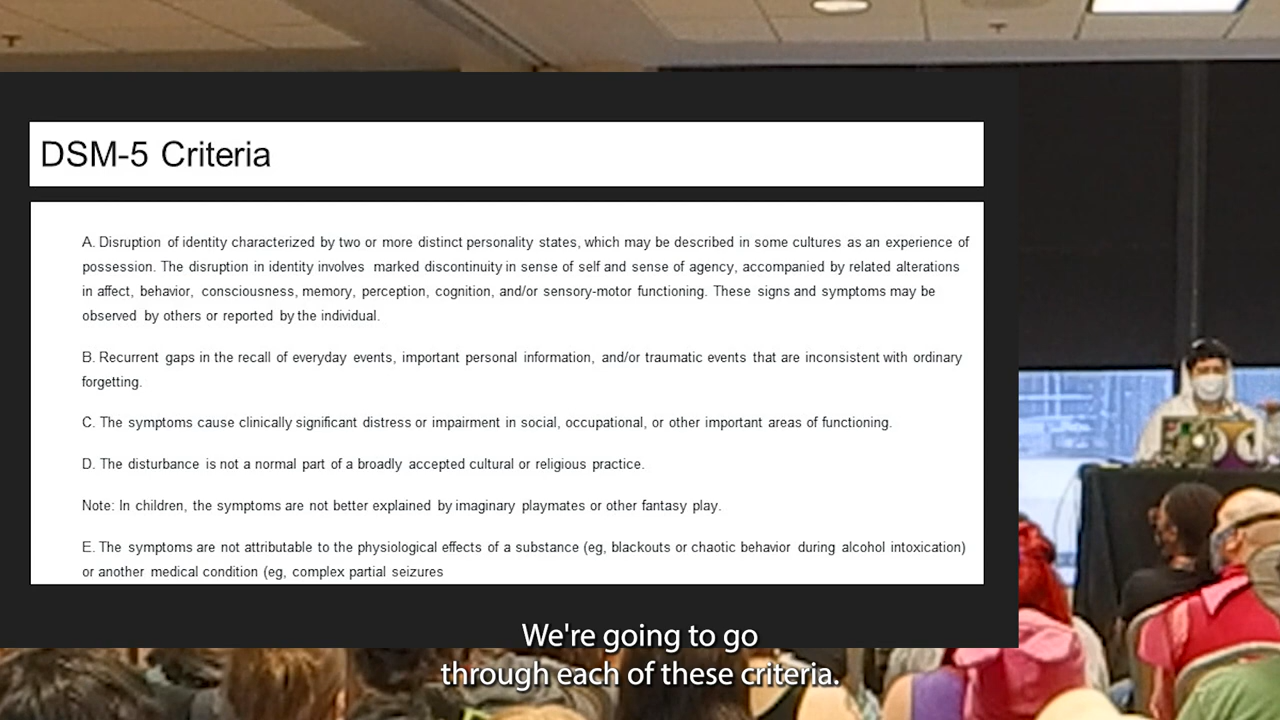 DSM-5 Criteria
A. Disruption of identity characterized by two or more distinct personality states, which may be described in some cultures as an experience of
possession. The disruption in identity involves marked discontinuity in sense of self and sense of agency, accompanied by related alterations
in affect, behavior, consciousness, memory, perception, cognition, and/or sensory-motor functioning. These signs and symptoms may be
observed by others or reported by the individual.
B. Recurrent gaps in the recall of everyday events, important personal information, and/or traumatic events that are inconsistent with ordinary
forgetting.
C. The symptoms cause clinically significant distress or impairment in social, occupational, or other important areas of functioning.
D. The disturbance is not a normal part of a broadly accepted cultural or religious practice.
Note: In children, the symptoms are not better explained by imaginary playmates or other fantasy play.
E. The symptoms are not attributable to the physiological effects of a substance (eg, blackouts or chaotic behavior during alcohol intoxication)
or another medical condition (eg, complex partial seizures
We're going to go
through each of these criteria.